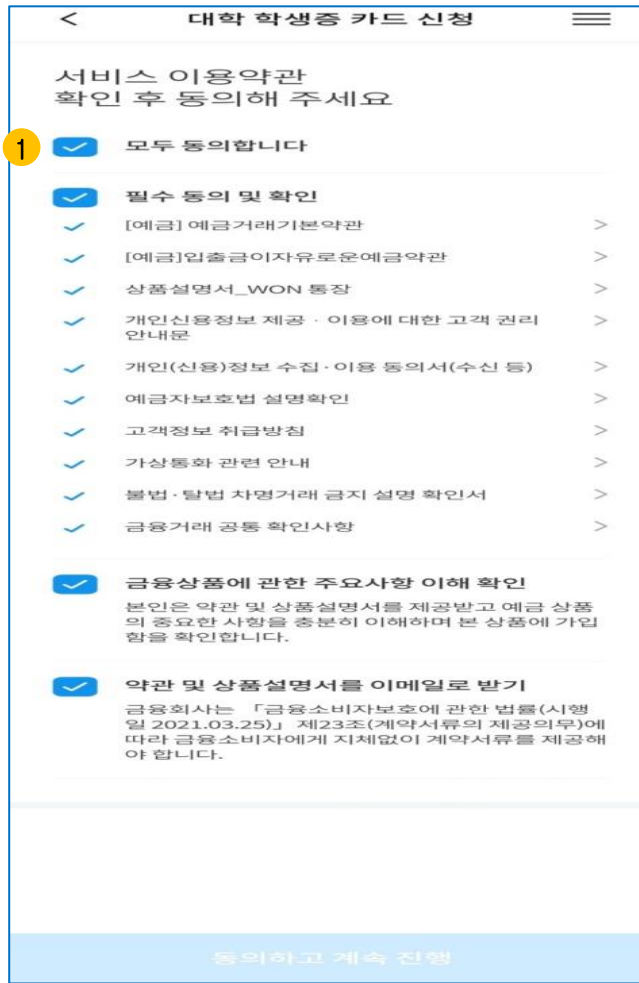 대학 학생증 카드 신청
서비스 이용약관
확인 후 동의해 주세요
1
모두 동의합니다
필수 동의 및 확인
[예금] 예금거래기본약관
[예금]입출금이자유로운예금약관
상품설명서_WON 통장
개인신용정보 제공 · 이용에 대한 고객 권리
안내문
개인(신용)정보 수집·이용 동의서(수신 등)
예금자보호법 설명확인
고객정보 취급방침
가상통화 관련 안내
불법·탈법 차명거래 금지 설명 확인서
금융거래 공통 확인사항
금융상품에 관한 주요사항 이해 확인
본인은 약관 및 상품설명서를 제공받고 예금 상품
의 중요한 사항을 충분히 이해하며 본 상품에 가입
함을 확인합니다.
약관 및 상품설명서를 이메일로 받기
금융회사는 「금융소비자보호에 관한 법률(시행
일 2021.03.25)」 제23조(계약서류의 제공의무)에
따라 금융소비자에게 지체없이 계약서류를 제공해
야 합니다.
동의하고 계속 진행